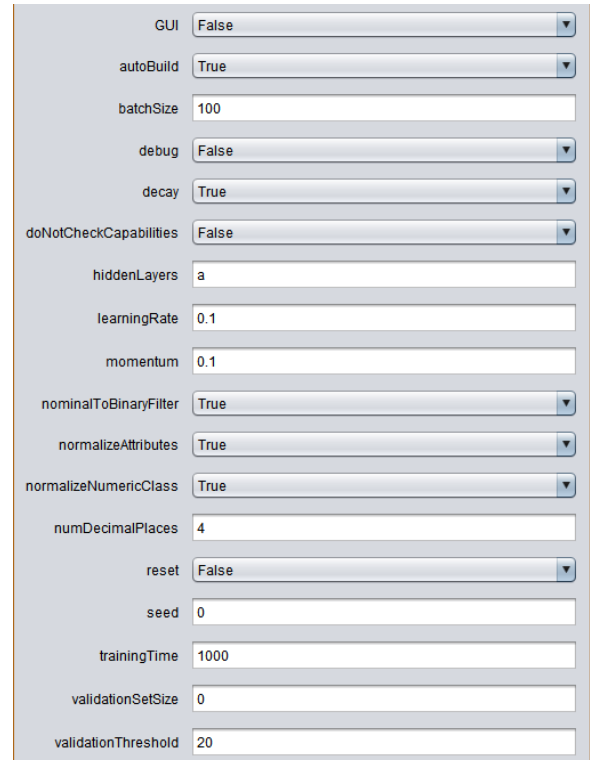 GUI False
autoBuild True
batchSize 100
debug False
decay True
doNotCheckCapabilities False
hiddenLayers a
learningRate 0.1
momentum 0.1
nominalToBinaryFilter True
normalizeAttributes True
normalizeNumericClass True
numDecimalPlaces 4
reset False
seed 0
trainingTime 1000
validationSetSize 0
validationThreshold 20